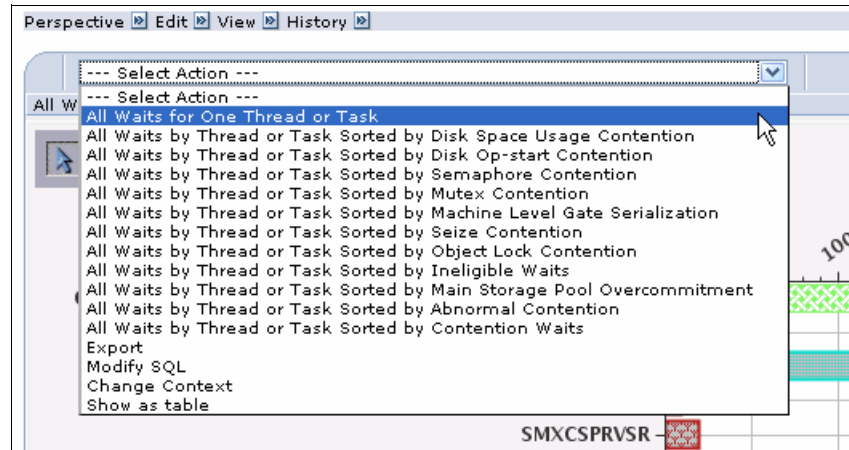 Perspective Edit View History
--- Select Action ---
--- Select Action ---
All W
All Waits for One Thread or Task
All Waits by Thread or Task Sorted by Disk Space Usage Contention
All Waits by Thread or Task Sorted by Disk Op-start Contention
All Waits by Thread or Task Sorted by Semaphore Contention
All Waits by Thread or Task Sorted by Mutex Contention
All Waits by Thread or Task Sorted by Machine Level Gate Serialization
All Waits by Thread or Task Sorted by Seize Contention
All Waits by Thread or Task Sorted by Object Lock Contention
All Waits by Thread or Task Sorted by Ineligible Waits
All Waits by Thread or Task Sorted by Main Storage Pool Overcommitment
All Waits by Thread or Task Sorted by Abnormal Contention
All Waits by Thread or Task Sorted by Contention Waits
Export
Modify SQL
Change Context
Show as table
100
SMXCSPRVSR